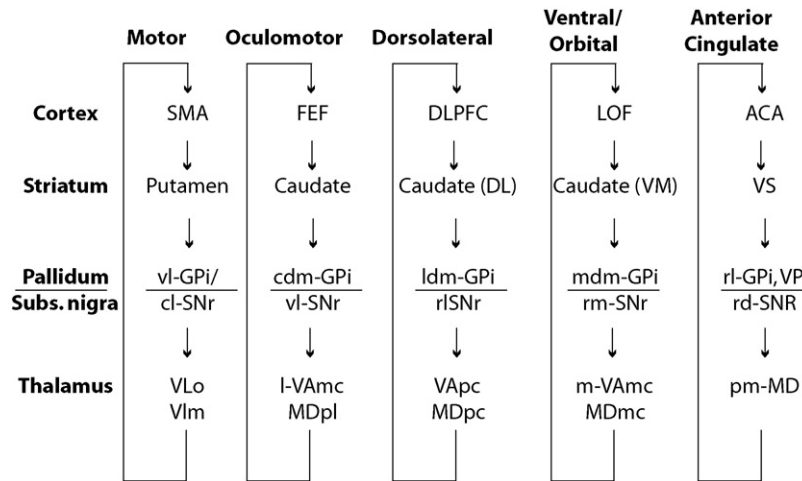 Motor Oculomotor Dorsolateral Ventral/ Orbital Anterior Cingulate
Cortex SMA FEF DLPFC LOF ACA
Striatum Putamen Caudate Caudate (DL) Caudate (VM) VS
Pallidum vl-GPi/ cdm-GPi ldm-GPi mdm-GPi rl-GPi, VP
Subs. nigra cl-SNr vl-SNr rlSNr rm-SNr rd-SNR
Thalamus VLo l-VAmc VApc m-VAmc pm-MD
Vlm MDpl MDpc MDmc